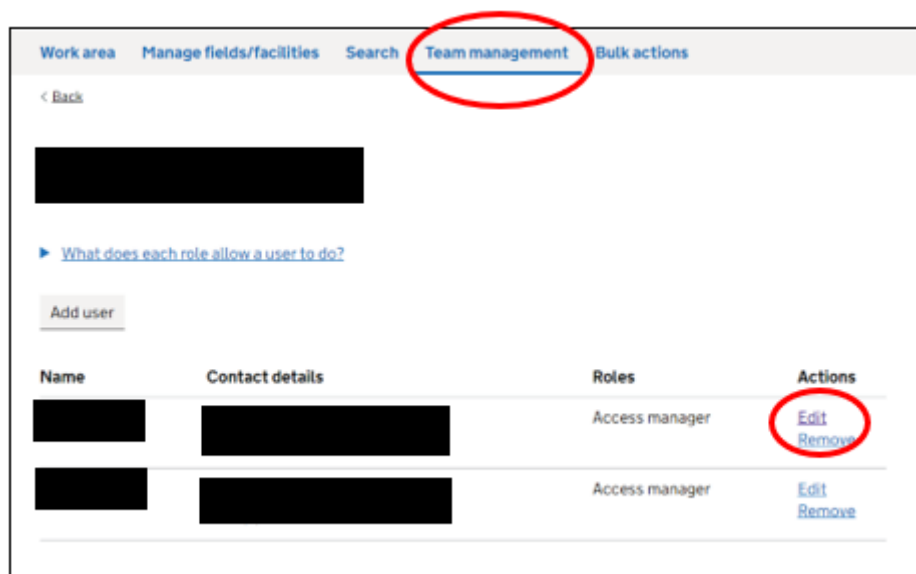 Work area Manage fields/facilities Search Team management Bulk actions
< Back
What does each role allow a user to do?
Add user
Name Contact details Roles Actions
Access manager Edit
Remove
Access manager Edit
Remove